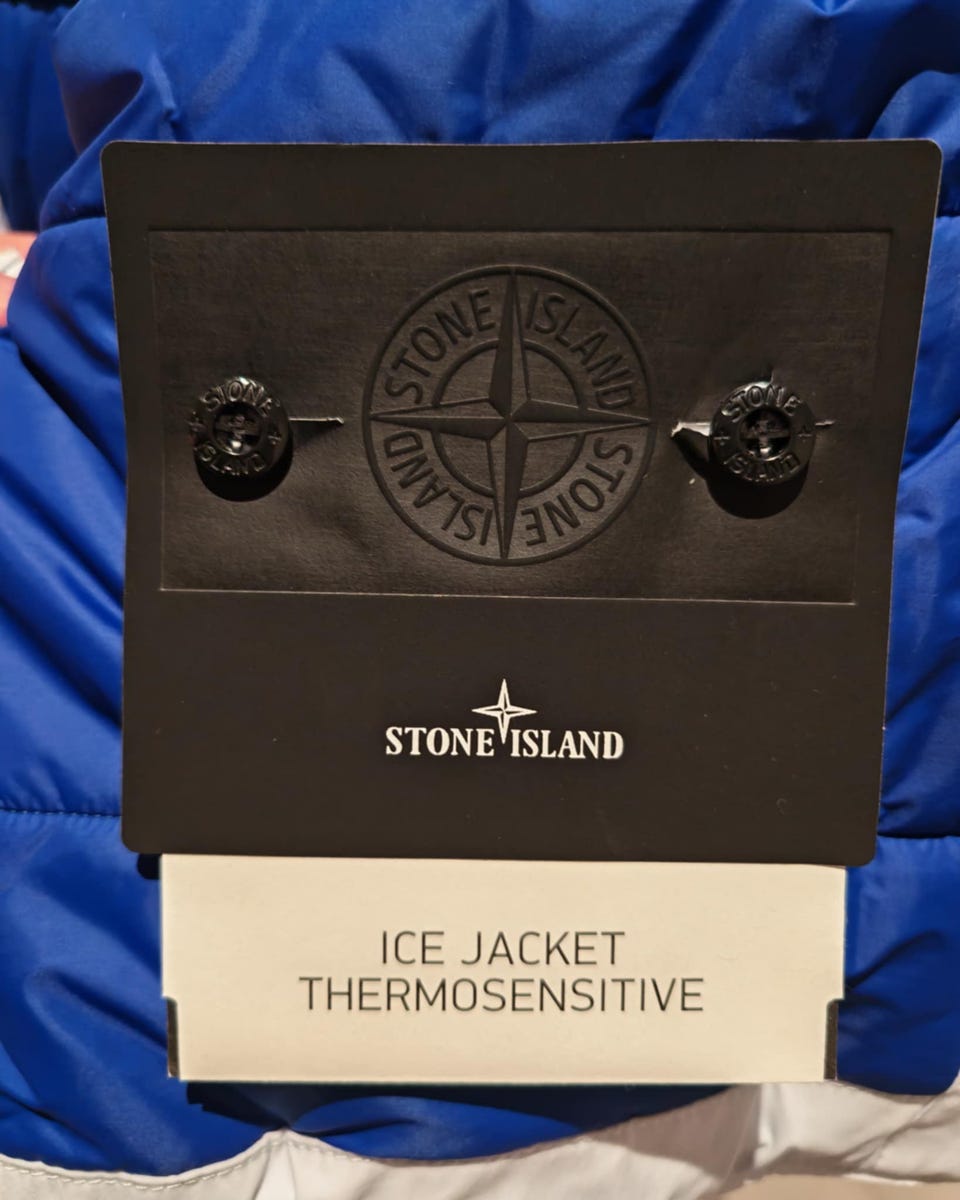 STONE ISLAND
STONE ISLAND
STONE
ISLAND
STONE
ISLAND
STONE ISLAND
ICE JACKET
THERMOSENSITIVE